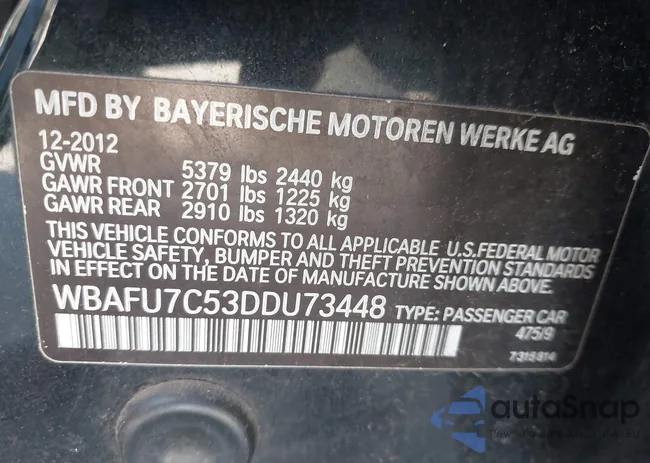 MFD BY BAYERISCHE MOTOREN WERKE AG
12-2012
GVWR 5379 lbs 2440 kg
GAWR FRONT 2701 lbs 1225 kg
GAWR REAR 2910 lbs 1320 kg
THIS VEHICLE CONFORMS TO ALL APPLICABLE U.S.FEDERAL MOTOR
VEHICLE SAFETY, BUMPER AND THEFT PREVENTION STANDARDS
IN EFFECT ON THE DATE OF MANUFACTURE SHOWN ABOVE.
WBAFU7C53DDU73448 TYPE: PASSENGER CAR
475/9
7315814
autoSnap